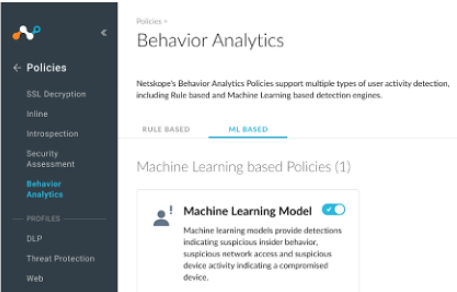 Policies >
Behavior Analytics
Netskope's Behavior Analytics Policies support multiple types of user activity detection,
including Rule based and Machine Learning based detection engines.
RULE BASED
ML BASED
Machine Learning based Policies (1)
Machine Learning Model
Machine learning models provide detections
indicating suspicious insider behavior,
suspicious network access and suspicious
device activity indicating a compromised
device.
Policies
SSL Decryption
Inline
Introspection
Security
Assessment
Behavior
Analytics
PROFILES
DLP
Threat Protection
Web